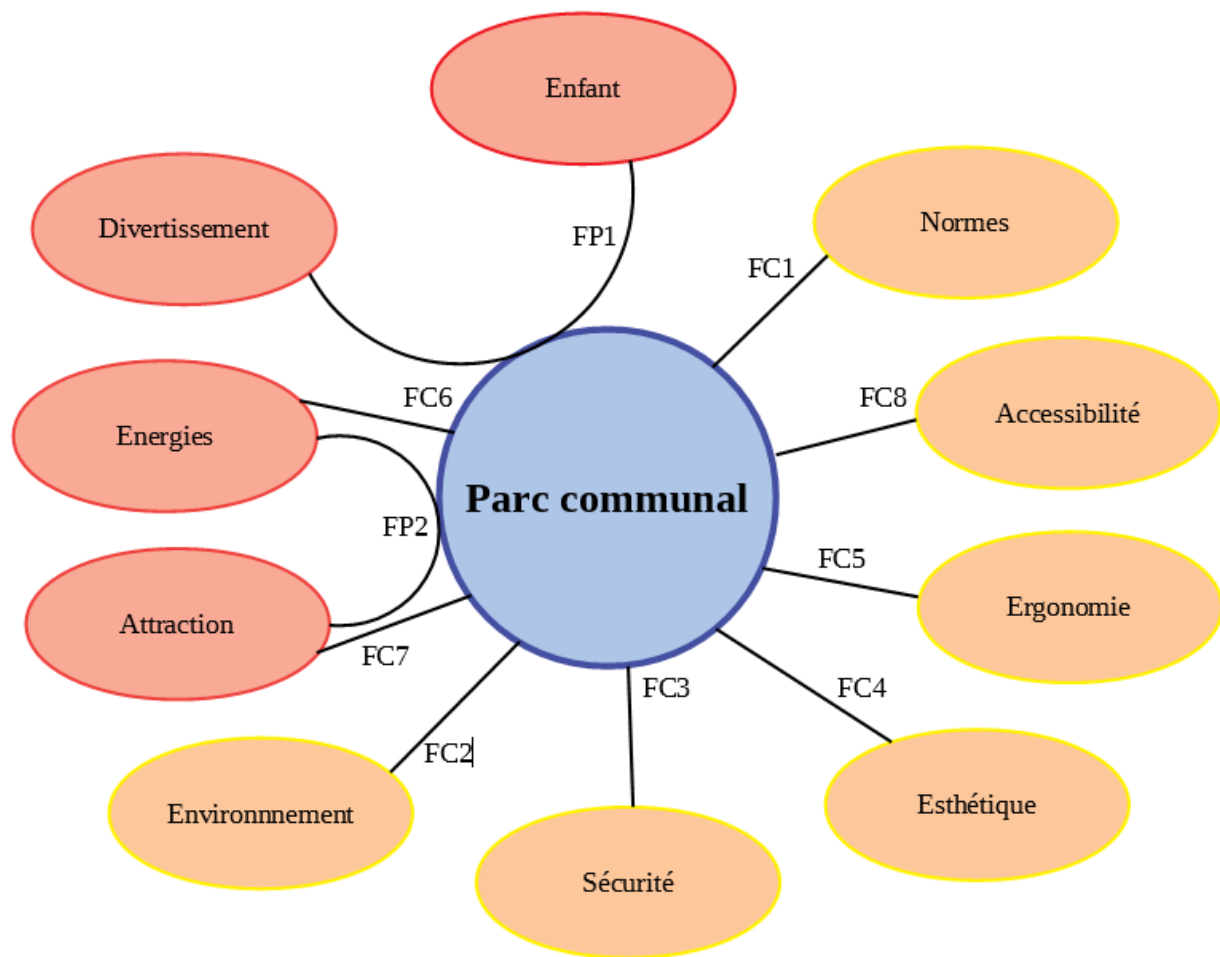 Enfant
Divertissement
Normes
FP1
FC1
FC6
FC8
Accessibilité
Energies
Parc communal
FP2
FC5
Ergonomie
Attraction
FC7
FC3
FC4
FC2
Environnnement
Esthétique
Sécurité